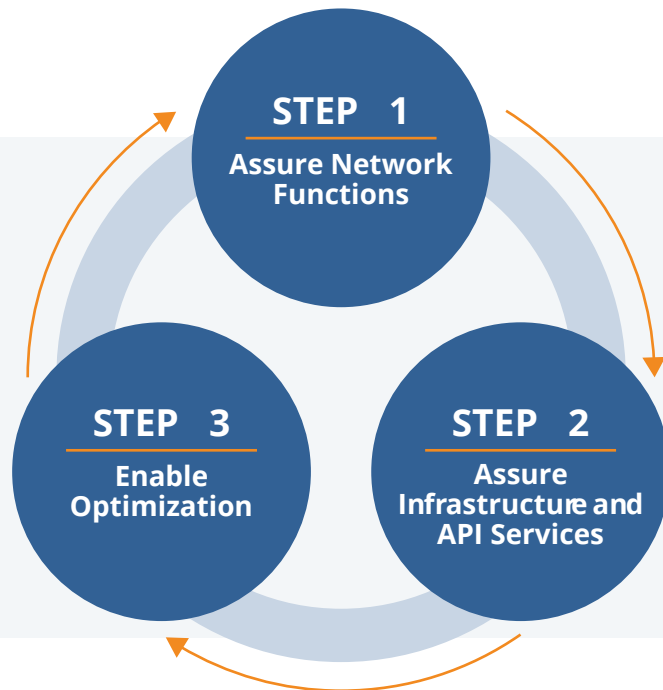 STEP 1
Assure Network
Functions
STEP 3
Enable
Optimization
STEP 2
Assure
Infrastructure and
API Services